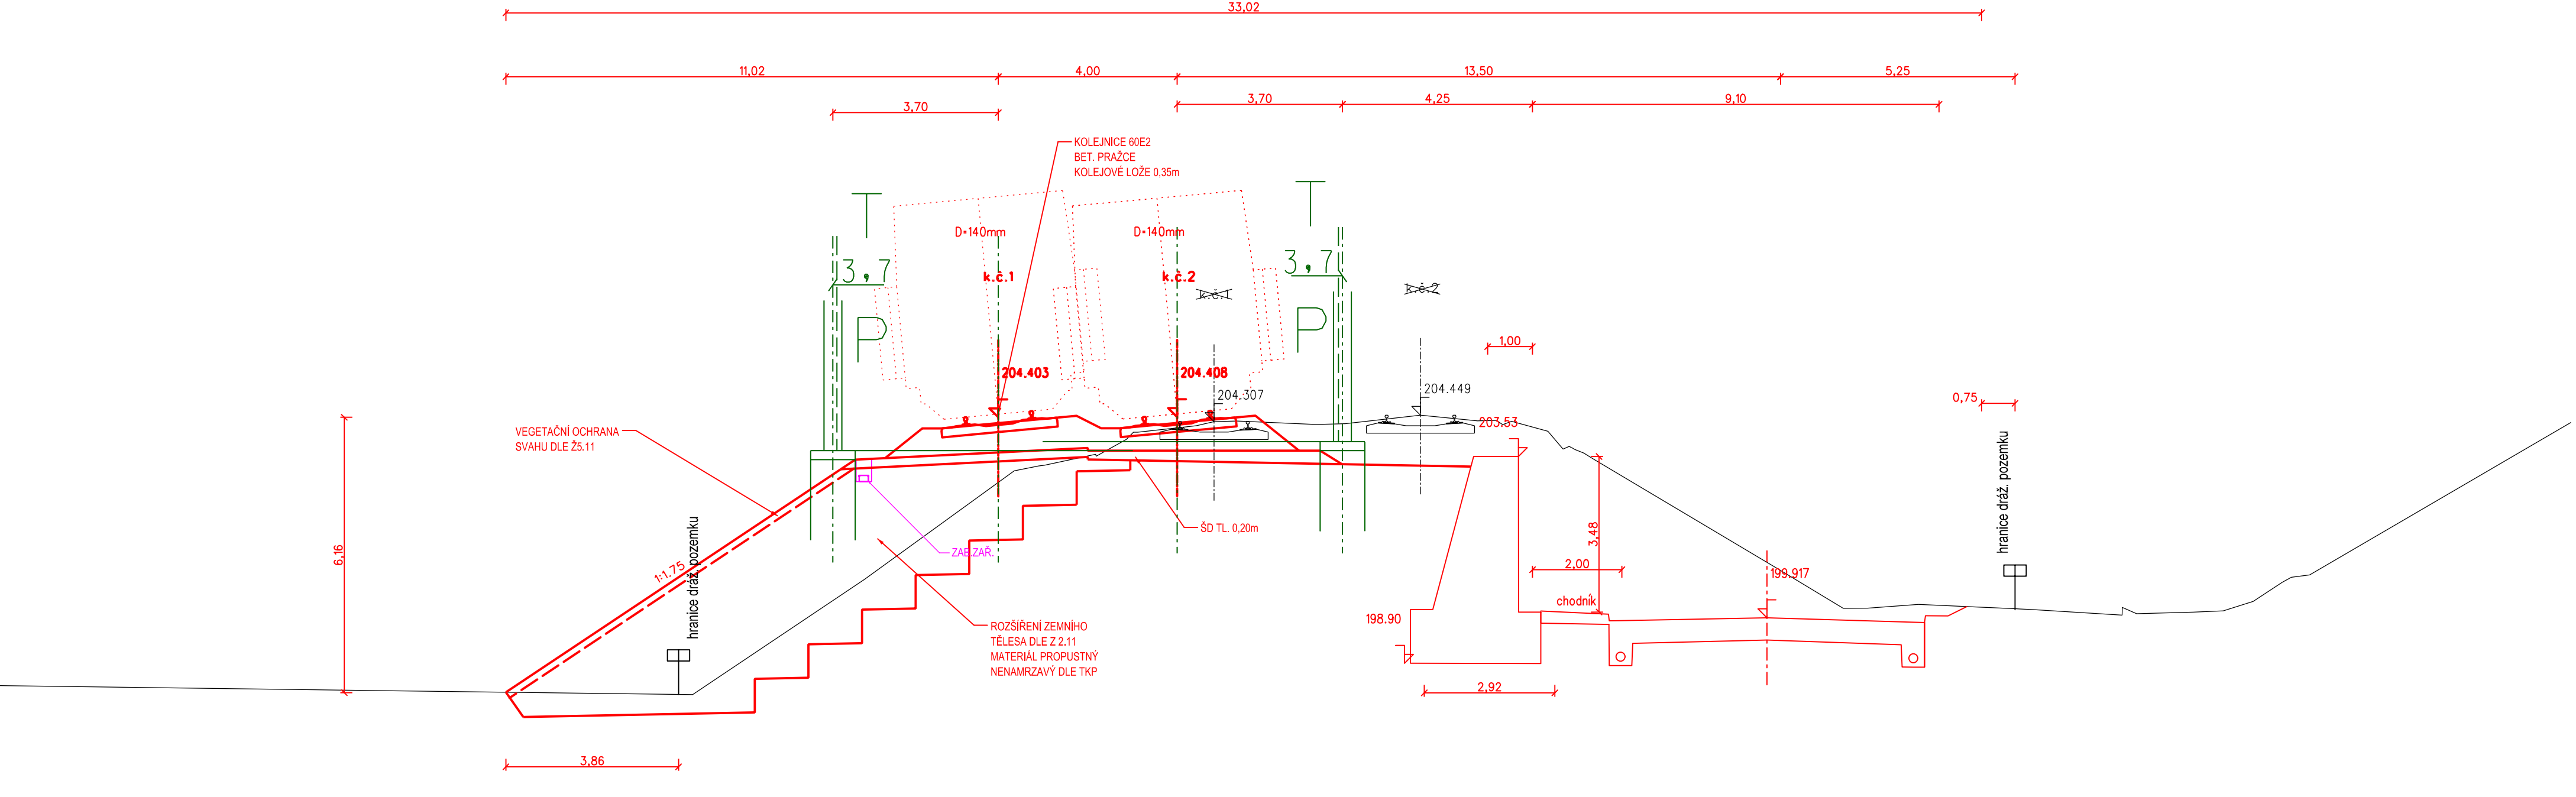 33,02
11,02
4,00
13,50
5,25
3,70
3,70
4,25
9,10
KOLEJNICE 60E2
BET. PRAŽCE
KOLEJOVÉ LOŽE 0,35m
T
T
D=140mm
D=140mm
3,7
3,7
k.č.1
k.č.2
k.č.1
k.č.2
P
P
1,00
204.403
204.408
204.307
204.449
0,75
203.53
VEGETAČNÍ OCHRANA
SVAHU DLE Ž5.11
hranice dráž. pozemku
hranice dráž. pozemku
6,16
1:1.75
ZAB.ZAŘ.
ŠD TL. 0,20m
3,48
2,00
199.917
chodník
198.90
ROZŠÍŘENÍ ZEMNÍHO
TĚLESA DLE Z 2.11
MATERIÁL PROPUSTNÝ
NENAMRZAVÝ DLE TKP
2,92
3,86